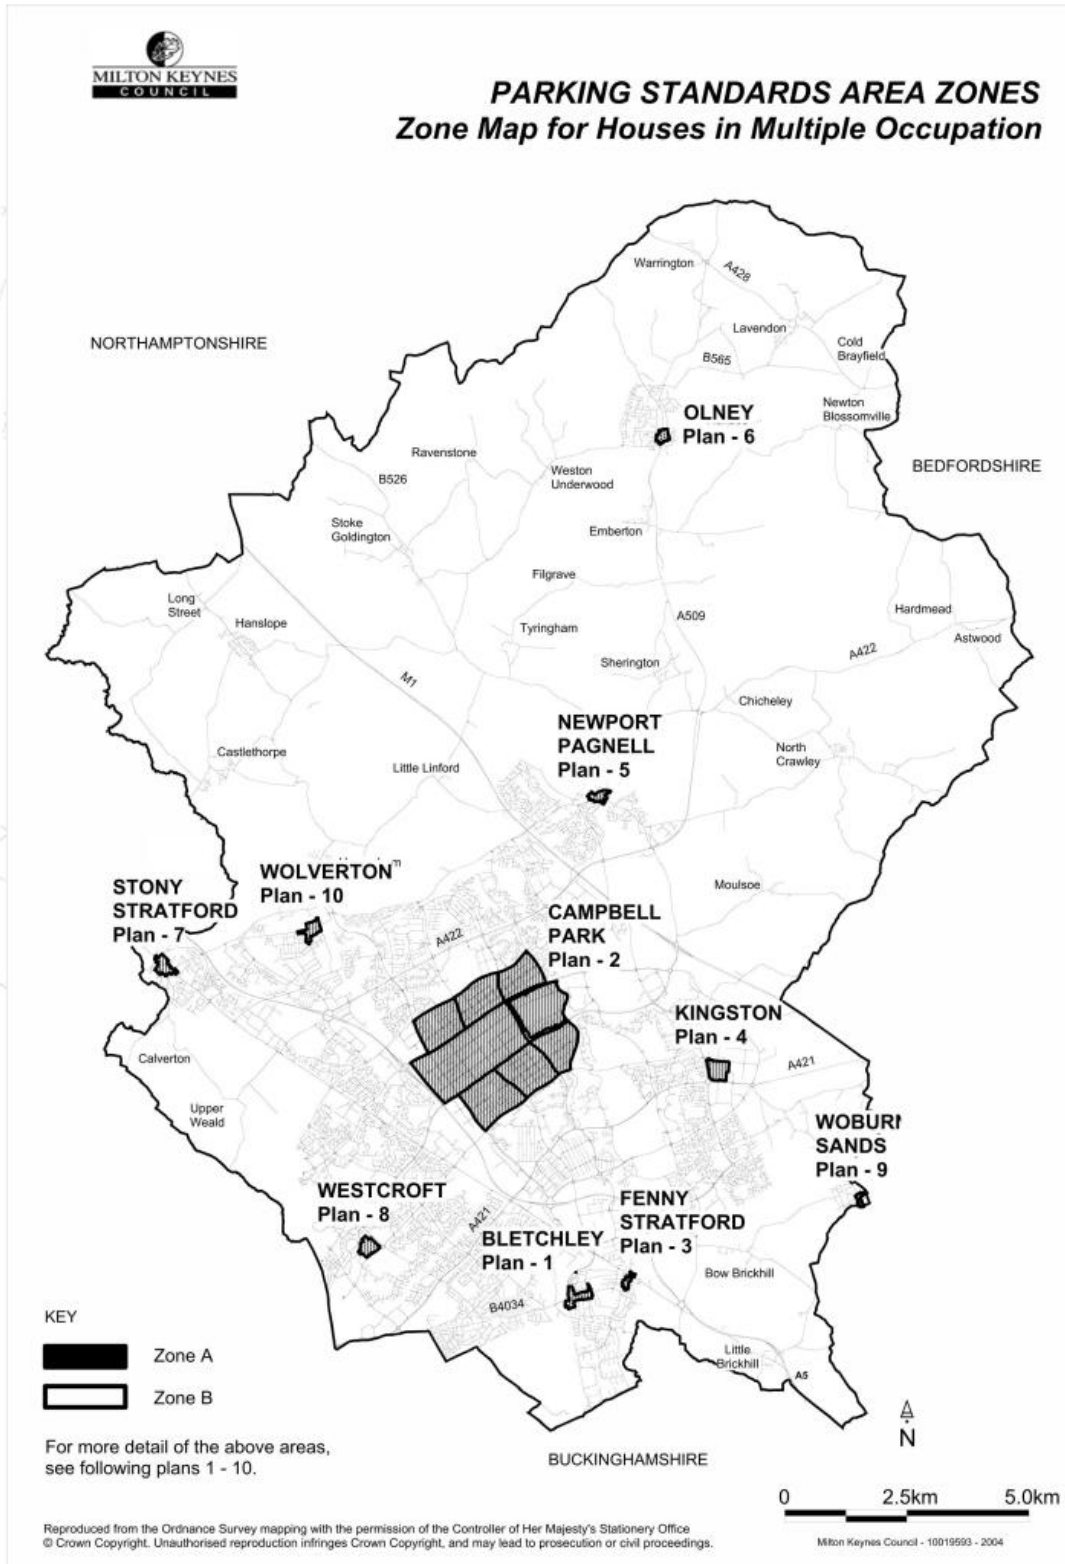 MILTON KEYNES
COUNCIL
PARKING STANDARDS AREA ZONES
Zone Map for Houses in Multiple Occupation
Warrington
A428
NORTHAMPTONSHIRE
Lavendon
Cold
Brayfield
B565
Newton
Blossomville
OLNEY
Plan - 6
Ravenstone
BEDFORDSHIRE
B526
Weston
Underwood
Stoke
Goldington
Emberton
Filgrave
Long
Street
Hanslope
A509
Hardmead
Tyringham
Astwood
A422
Sherington
M1
Chicheley
NEWPORT
PAGNELL
Plan - 5
Castlethorpe
North
Crawley
Little Linford
WOLVERTON
Plan - 10
STONY
STRATFORD
Plan - 7
Moulsoe
CAMPBELL
PARK
Plan - 2
A422
KINGSTON
Plan - 4
Calverton
A421
Upper
Weald
WOBURN
SANDS
Plan - 9
WESTCROFT
Plan - 8
A421
FENNY
STRATFORD
Plan - 3
BLETCHLEY
Plan - 1
Bow Brickhill
B4034
KEY
Zone A
Little
Brickhill
A5
Zone B
N
For more detail of the above areas,
see following plans 1 - 10.
BUCKINGHAMSHIRE
0 2.5km 5.0km
Reproduced from the Ordnance Survey mapping with the permission of the Controller of Her Majesty's Stationery Office
© Crown Copyright. Unauthorised reproduction infringes Crown Copyright, and may lead to prosecution or civil proceedings.
Milton Keynes Council - 10019593 - 2004